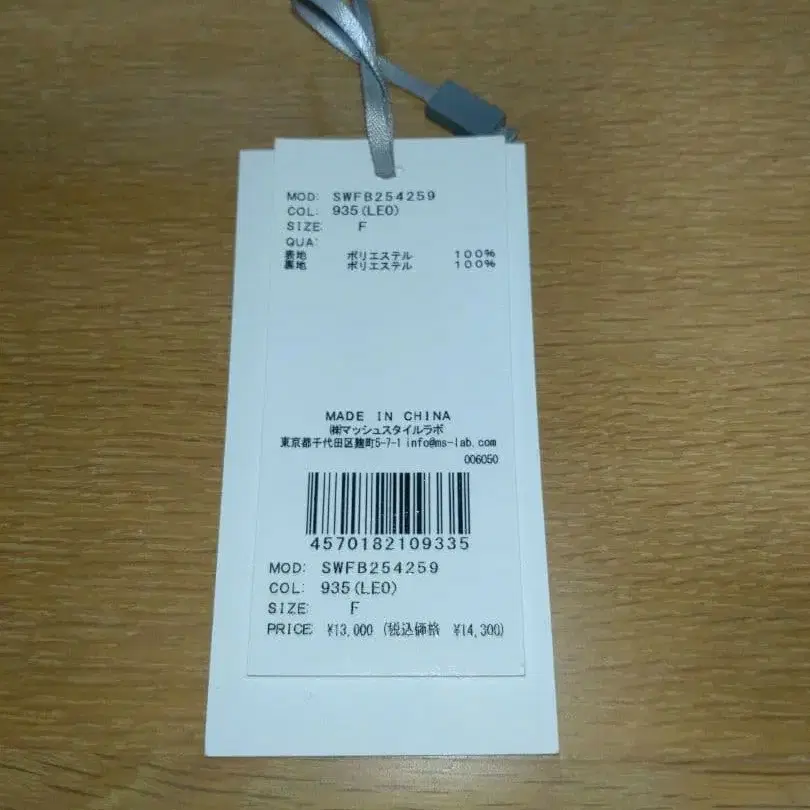 MOD: SWFB254259
COL: 935(LEO)
SIZE: F
QUA:
表地 ポリエステル 100%
裏地 ポリエステル 100%
MADE IN CHINA
㈱マッシュスタイルラボ
東京都千代田区麹町5-7-1 info@ms-lab.com
006050
4570182109335
MOD: SWFB254259
COL: 935(LEO)
SIZE: F
PRICE: ¥13,000 (税込価格 ¥14,300)